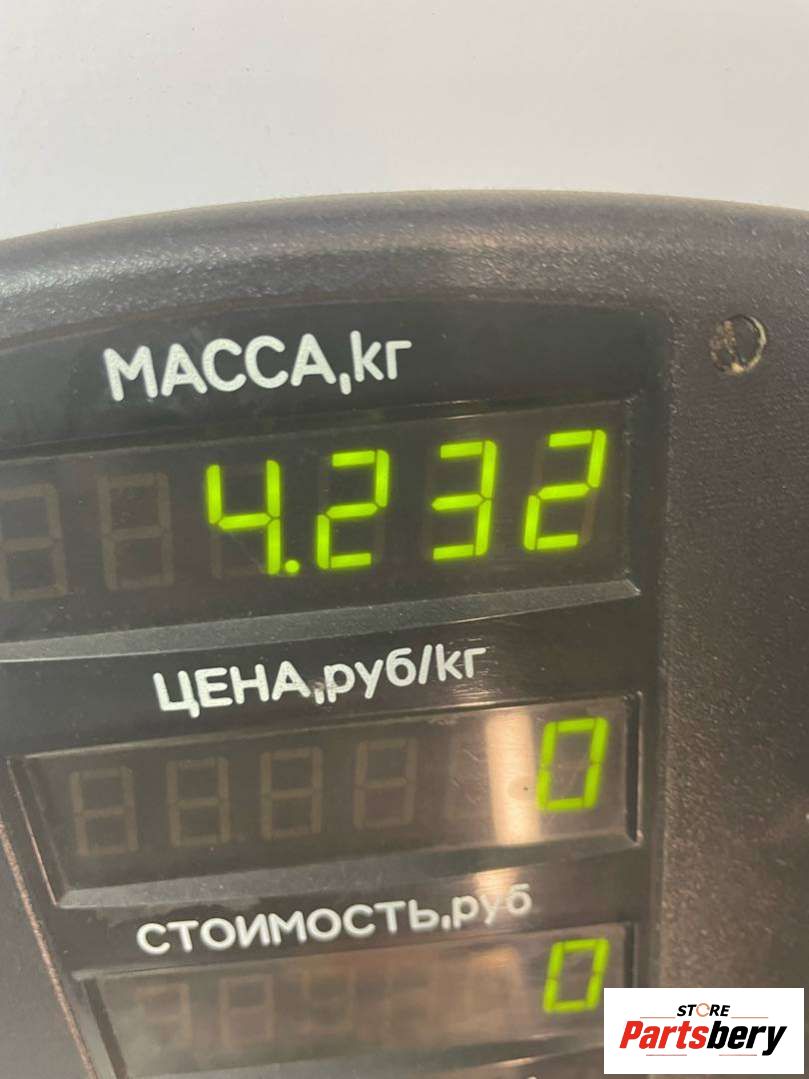 МАССА,кг
4.232
ЦЕНА,руб/кг
0
СТОИМОСТЬ,руб
0
STORE
Partsbery